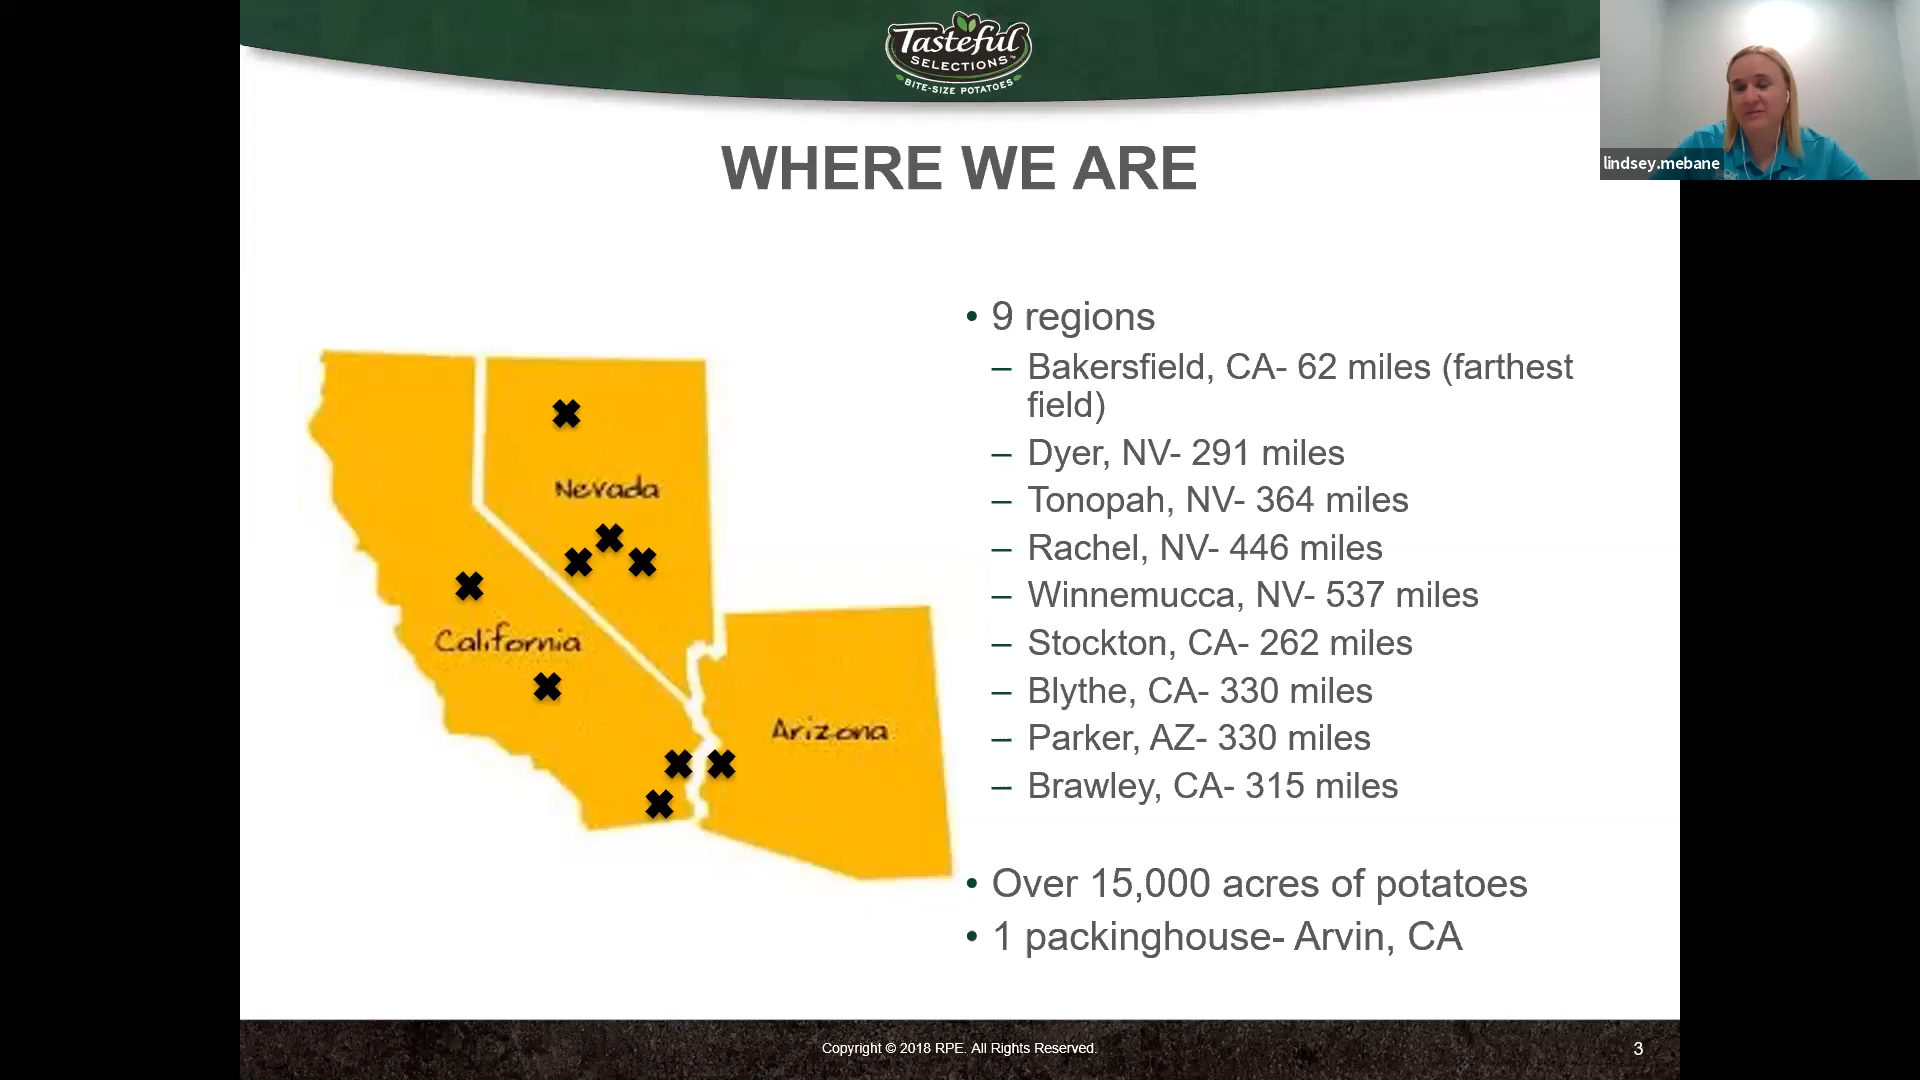 Tasteful
SELECTIONS
BITE-SIZE POTATOES
lindsey.mebane
WHERE WE ARE
Nevada
California
Arizona
• 9 regions
– Bakersfield, CA- 62 miles (farthest
field)
– Dyer, NV- 291 miles
– Tonopah, NV- 364 miles
– Rachel, NV- 446 miles
– Winnemucca, NV- 537 miles
– Stockton, CA- 262 miles
– Blythe, CA- 330 miles
– Parker, AZ- 330 miles
– Brawley, CA- 315 miles
• Over 15,000 acres of potatoes
• 1 packinghouse- Arvin, CA
Copyright © 2018 RPE. All Rights Reserved.
3